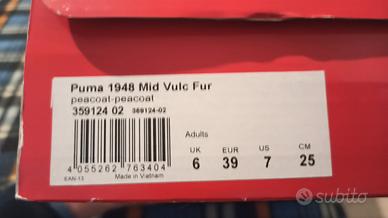 Puma 1948 Mid Vulc Fur
peacoat-peacoat
359124 02 359124-02
Adults
UK EUR US CM
6 39 7 25
4 055262 763404
EAN-13 Made in Vietnam
subito